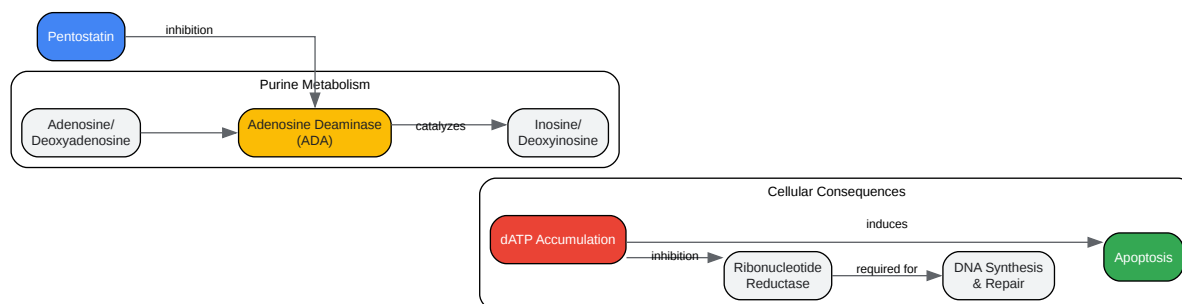 Pentostatin
inhibition
Purine Metabolism
Adenosine/
Deoxyadenosine
Adenosine Deaminase
(ADA)
catalyzes
Inosine/
Deoxyinosine
Cellular Consequences
dATP Accumulation
induces
Apoptosis
inhibition
Ribonucleotide
Reductase
required for
DNA Synthesis
& Repair